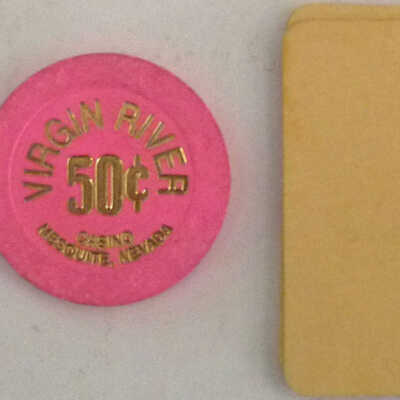 VIRGIN RIVER
50¢
CASINO
MESQUITE, NEVADA